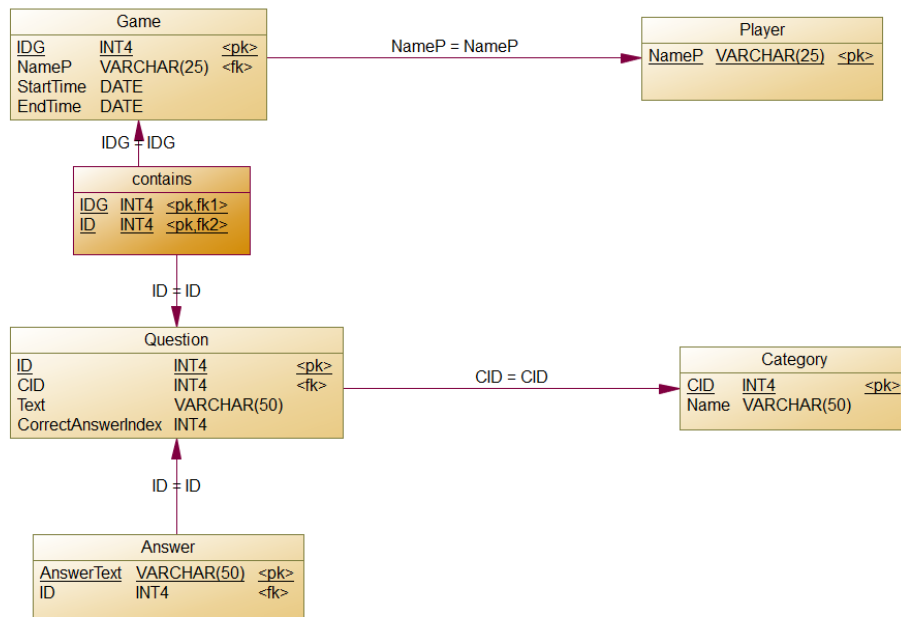 Game
IDG INT4 <pk>
NameP VARCHAR(25) <fk>
StartTime DATE
EndTime DATE
NameP = NameP
Player
NameP VARCHAR(25) <pk>
IDG = IDG
contains
IDG INT4 <pk,fk1>
ID INT4 <pk,fk2>
ID = ID
Question
ID INT4 <pk>
CID INT4 <fk>
Text VARCHAR(50)
CorrectAnswerIndex INT4
CID = CID
Category
CID INT4 <pk>
Name VARCHAR(50)
ID = ID
Answer
AnswerText VARCHAR(50) <pk>
ID INT4 <fk>